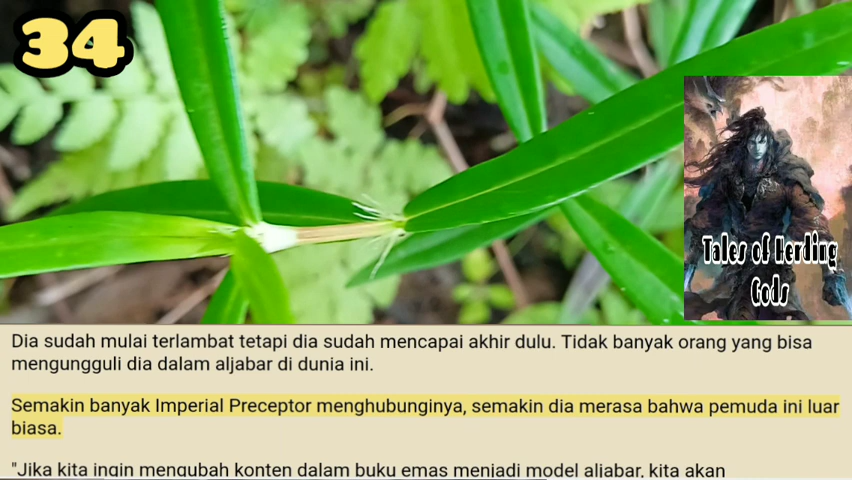 34
Tales of Herding
Gods
Dia sudah mulai terlambat tetapi dia sudah mencapai akhir dulu. Tidak banyak orang yang bisa
mengungguli dia dalam aljabar di dunia ini.
Semakin banyak Imperial Preceptor menghubunginya, semakin dia merasa bahwa pemuda ini luar
biasa.
"Jika kita ingin mengubah konten dalam buku emas menjadi model aljabar, kita akan